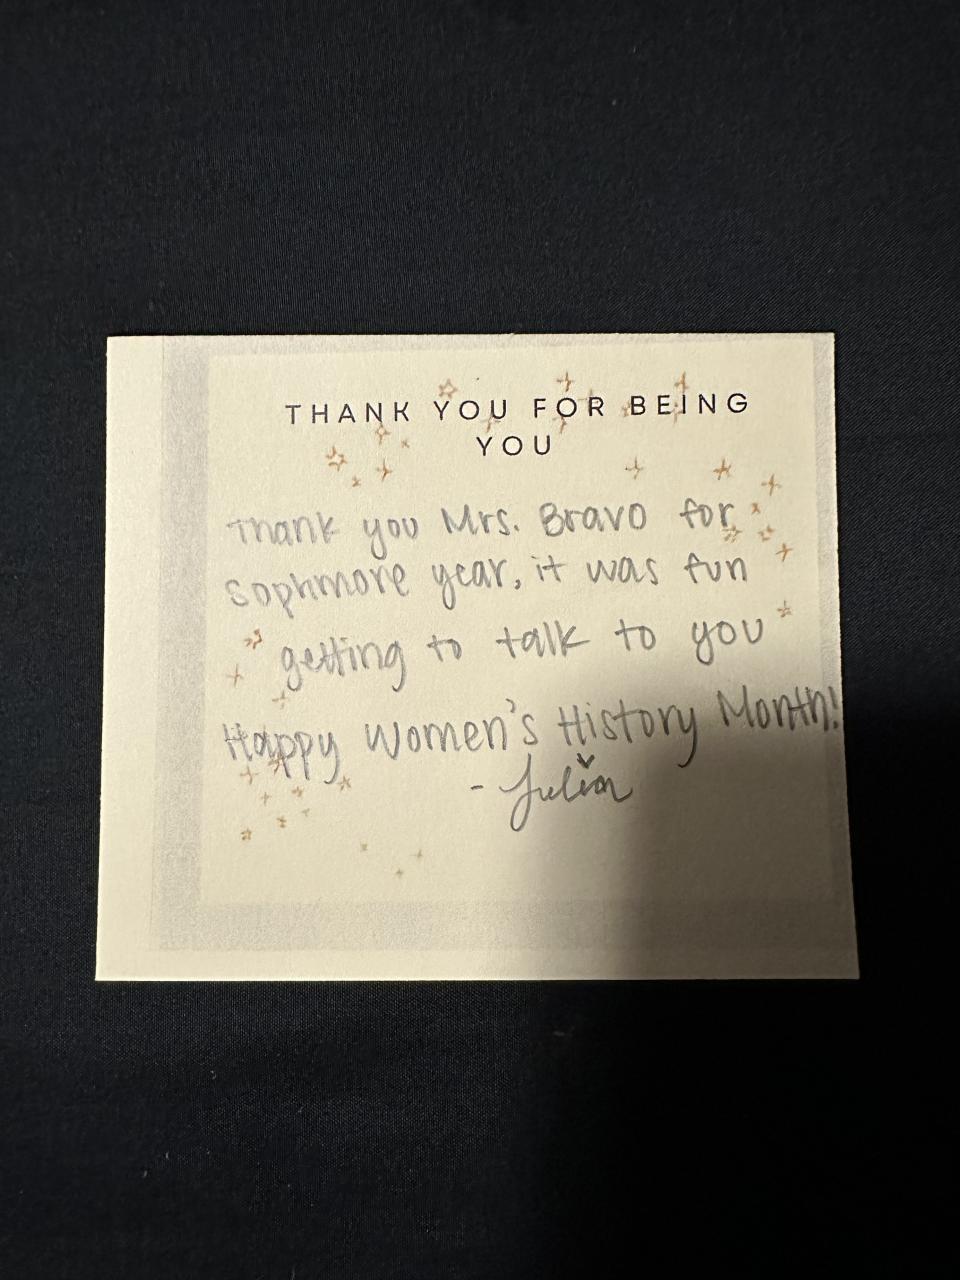 THANK YOU FOR BEING
YOU
Thank you Mrs. Bravo for
Sophmore year, it was fun
getting to talk to you
Happy Women's History Month!
- Julian